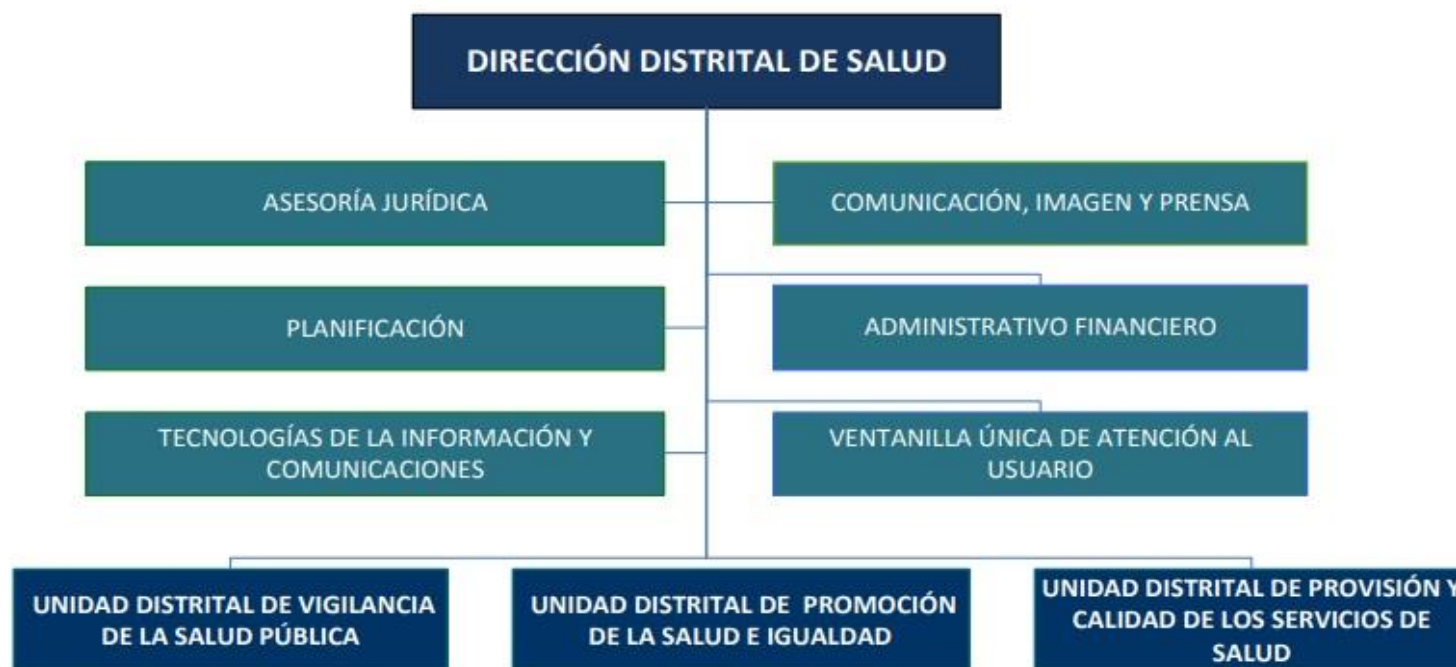 DIRECCIÓN DISTRITAL DE SALUD
ASESORÍA JURÍDICA
COMUNICACIÓN, IMAGEN Y PRENSA
PLANIFICACIÓN
ADMINISTRATIVO FINANCIERO
TECNOLOGÍAS DE LA INFORMACIÓN Y
COMUNICACIONES
VENTANILLA ÚNICA DE ATENCIÓN AL
USUARIO
UNIDAD DISTRITAL DE VIGILANCIA
DE LA SALUD PÚBLICA
UNIDAD DISTRITAL DE PROMOCIÓN
DE LA SALUD E IGUALDAD
UNIDAD DISTRITAL DE PROVISIÓN Y
CALIDAD DE LOS SERVICIOS DE
SALUD